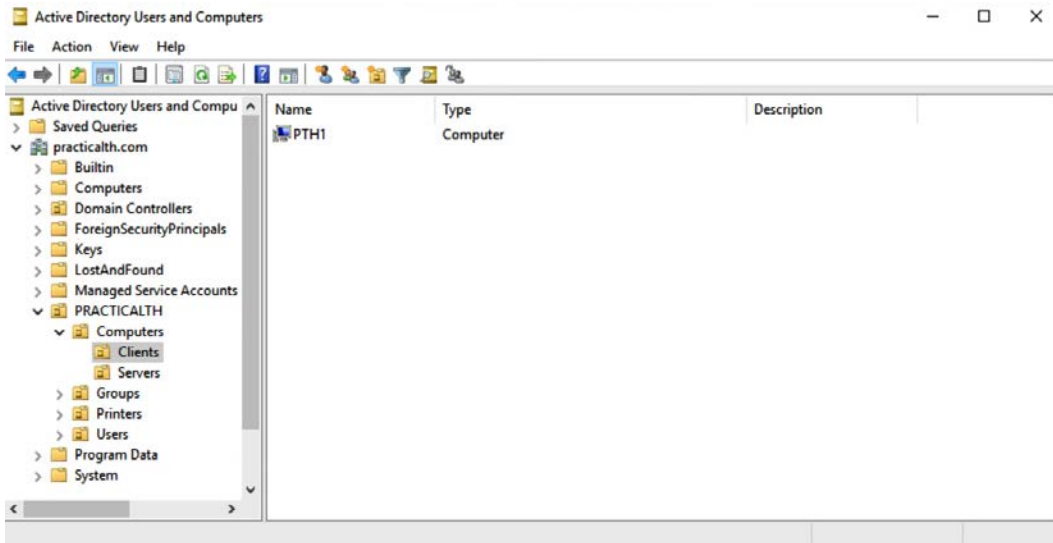 Active Directory Users and Computers
File Action View Help
Active Directory Users and Compu
Name Type Description
Saved Queries
PTH1 Computer
practicalth.com
Builtin
Computers
Domain Controllers
ForeignSecurityPrincipals
Keys
LostAndFound
Managed Service Accounts
PRACTICALTH
Computers
Clients
Servers
Groups
Printers
Users
Program Data
System